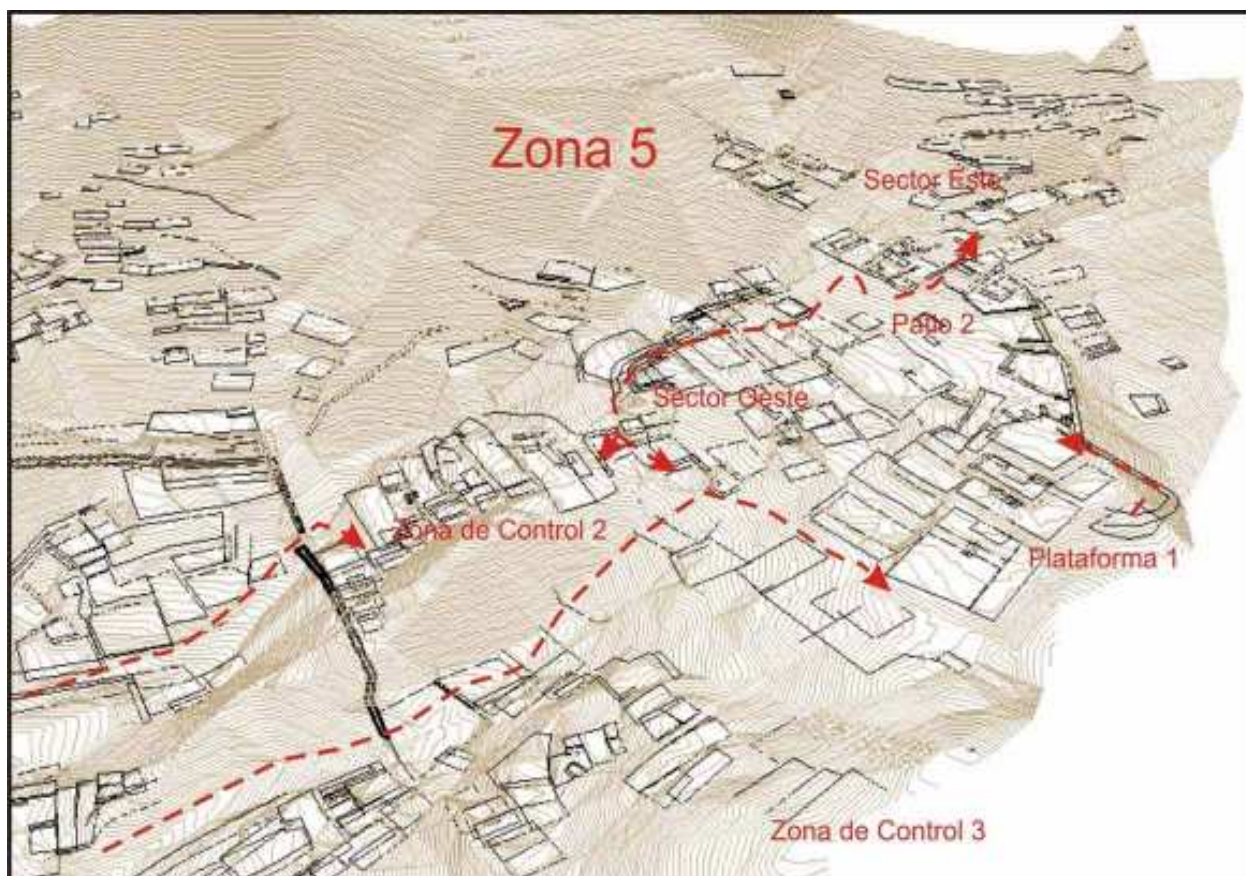 Zona 5
Sector Este
Patio 2
Sector Oeste
Zona de Control 2
Plataforma 1
Zona de Control 3